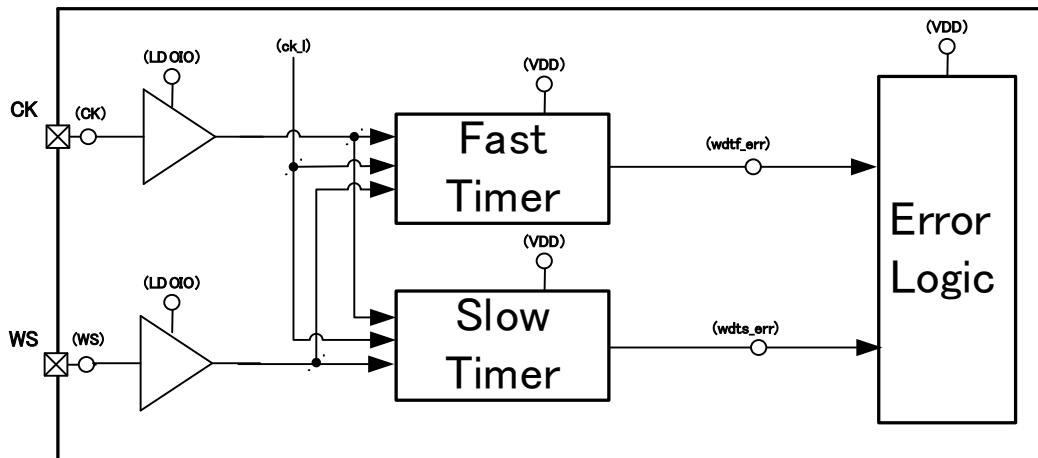 (VDD)
(ck_l)
(LDOIO)
(VDD)
CK
(CK)
Fast
Timer
(wdtf_err)
Error
Logic
(VDD)
(LDOIO)
WS
(WS)
Slow
Timer
(wdts_err)